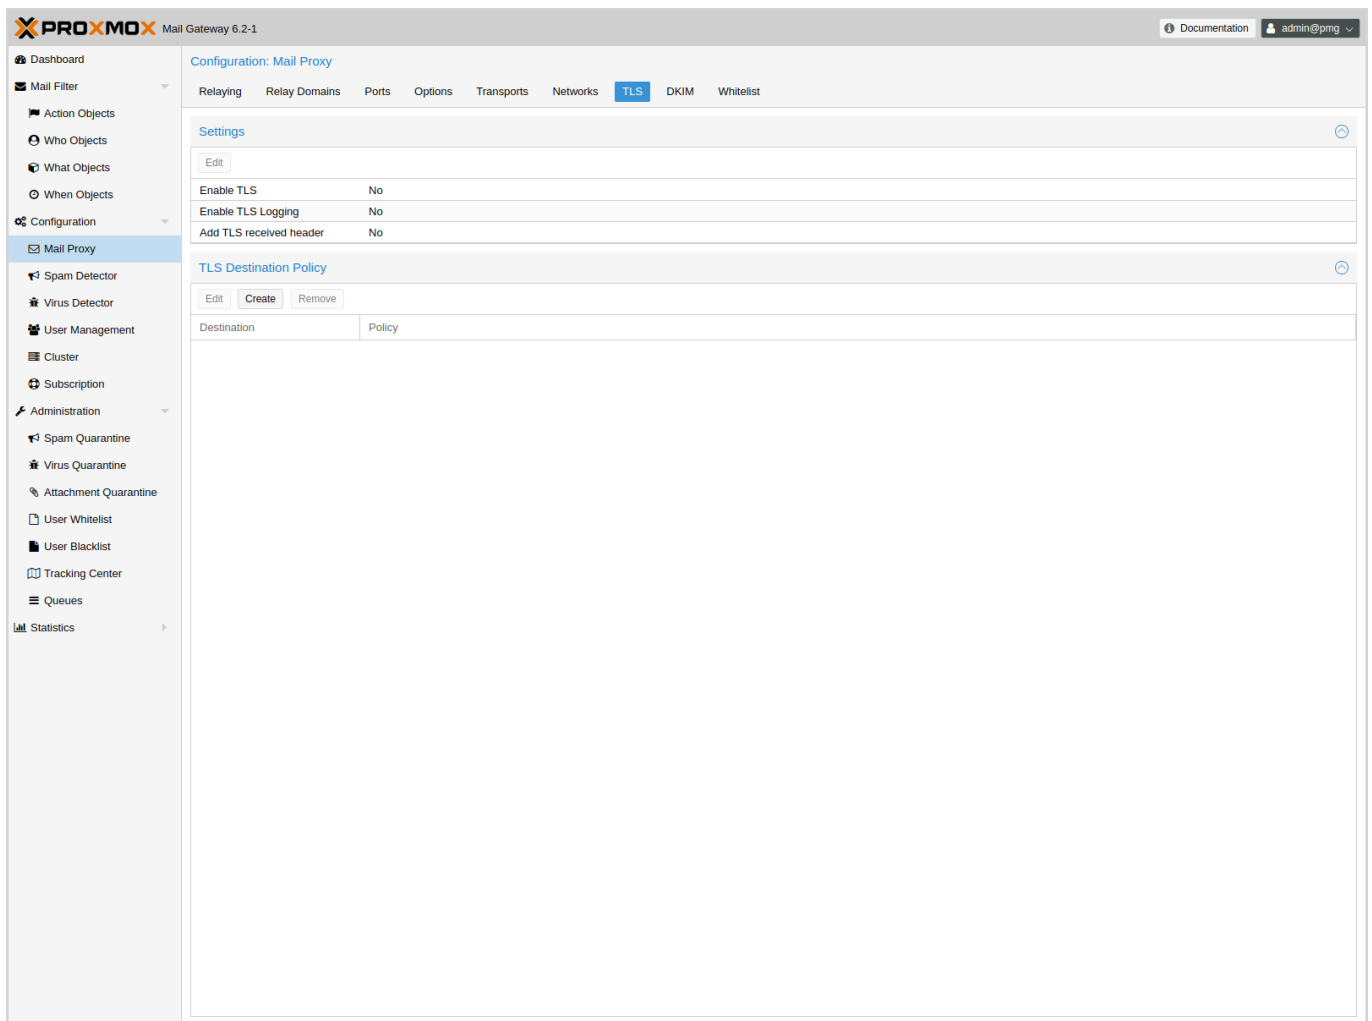 PROXMOX Mail Gateway 6.2-1
Documentation
admin@pmg
Dashboard
Mail Filter
Action Objects
Who Objects
What Objects
When Objects
Configuration
Mail Proxy
Spam Detector
Virus Detector
User Management
Cluster
Subscription
Administration
Spam Quarantine
Virus Quarantine
Attachment Quarantine
User Whitelist
User Blacklist
Tracking Center
Queues
Statistics
Configuration: Mail Proxy
Relaying Relay Domains Ports Options Transports Networks TLS DKIM Whitelist
Settings
Edit
Enable TLS No
Enable TLS Logging No
Add TLS received header No
TLS Destination Policy
Edit Create Remove
Destination Policy